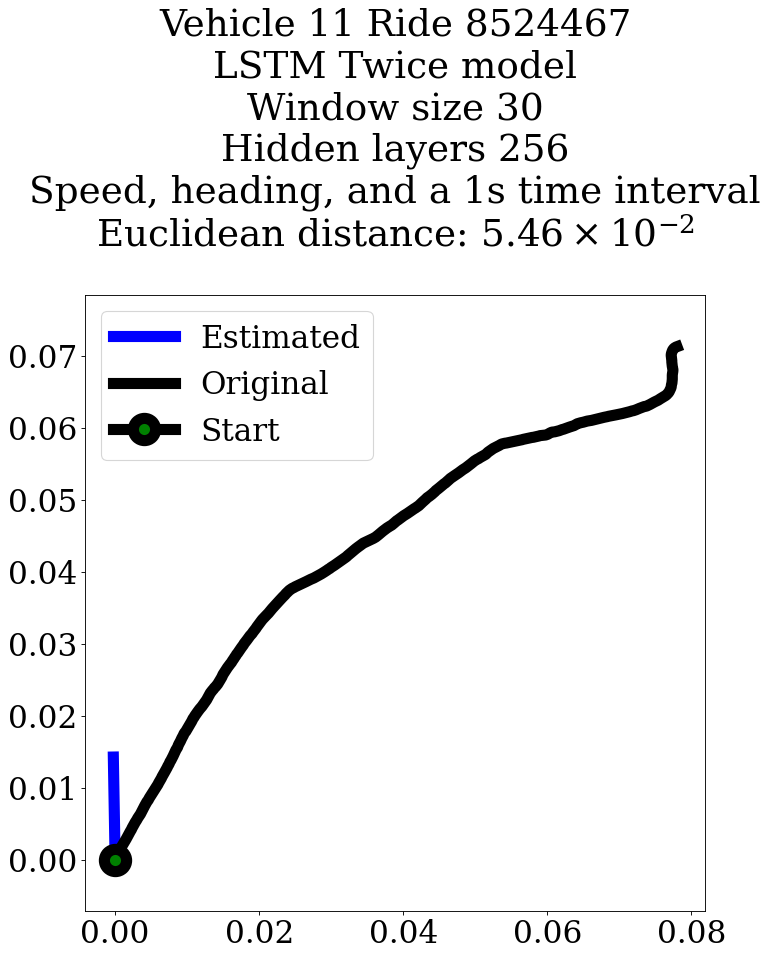 Vehicle 11 Ride 8524467
LSTM Twice model
Window size 30
Hidden layers 256
Speed, heading, and a 1s time interval
Euclidean distance: 5.46 × 10⁻²
Estimated
Original
Start
0.07
0.06
0.05
0.04
0.03
0.02
0.01
0.00
0.00 0.02 0.04 0.06 0.08